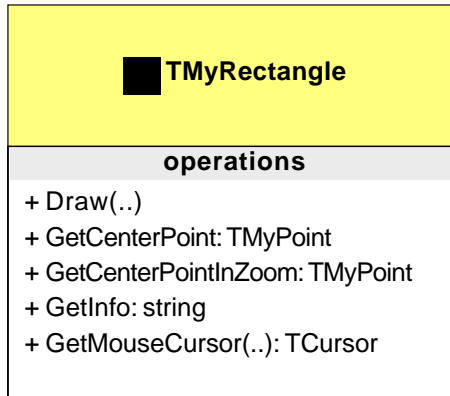 TMyRectangle
operations
+ Draw(..)
+ GetCenterPoint: TMyPoint
+ GetCenterPointInZoom: TMyPoint
+ GetInfo: string
+ GetMouseCursor(..): TCursor